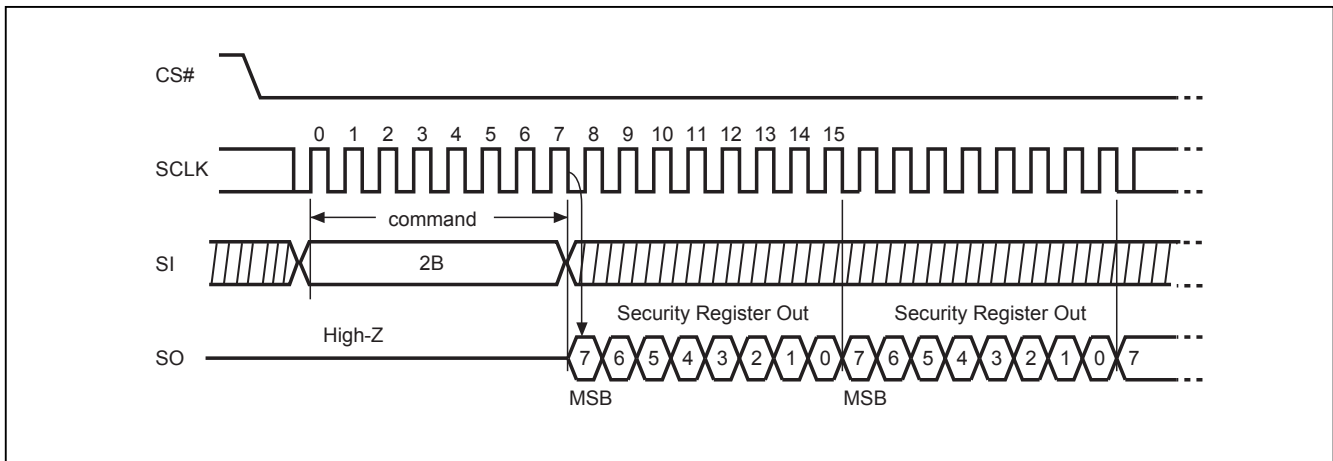 CS#
0 1 2 3 4 5 6 7 8 9 10 11 12 13 14 15
SCLK
command
SI
2B
Security Register Out Security Register Out
High-Z
SO
7 6 5 4 3 2 1 0 7 6 5 4 3 2 1 0 7
MSB MSB